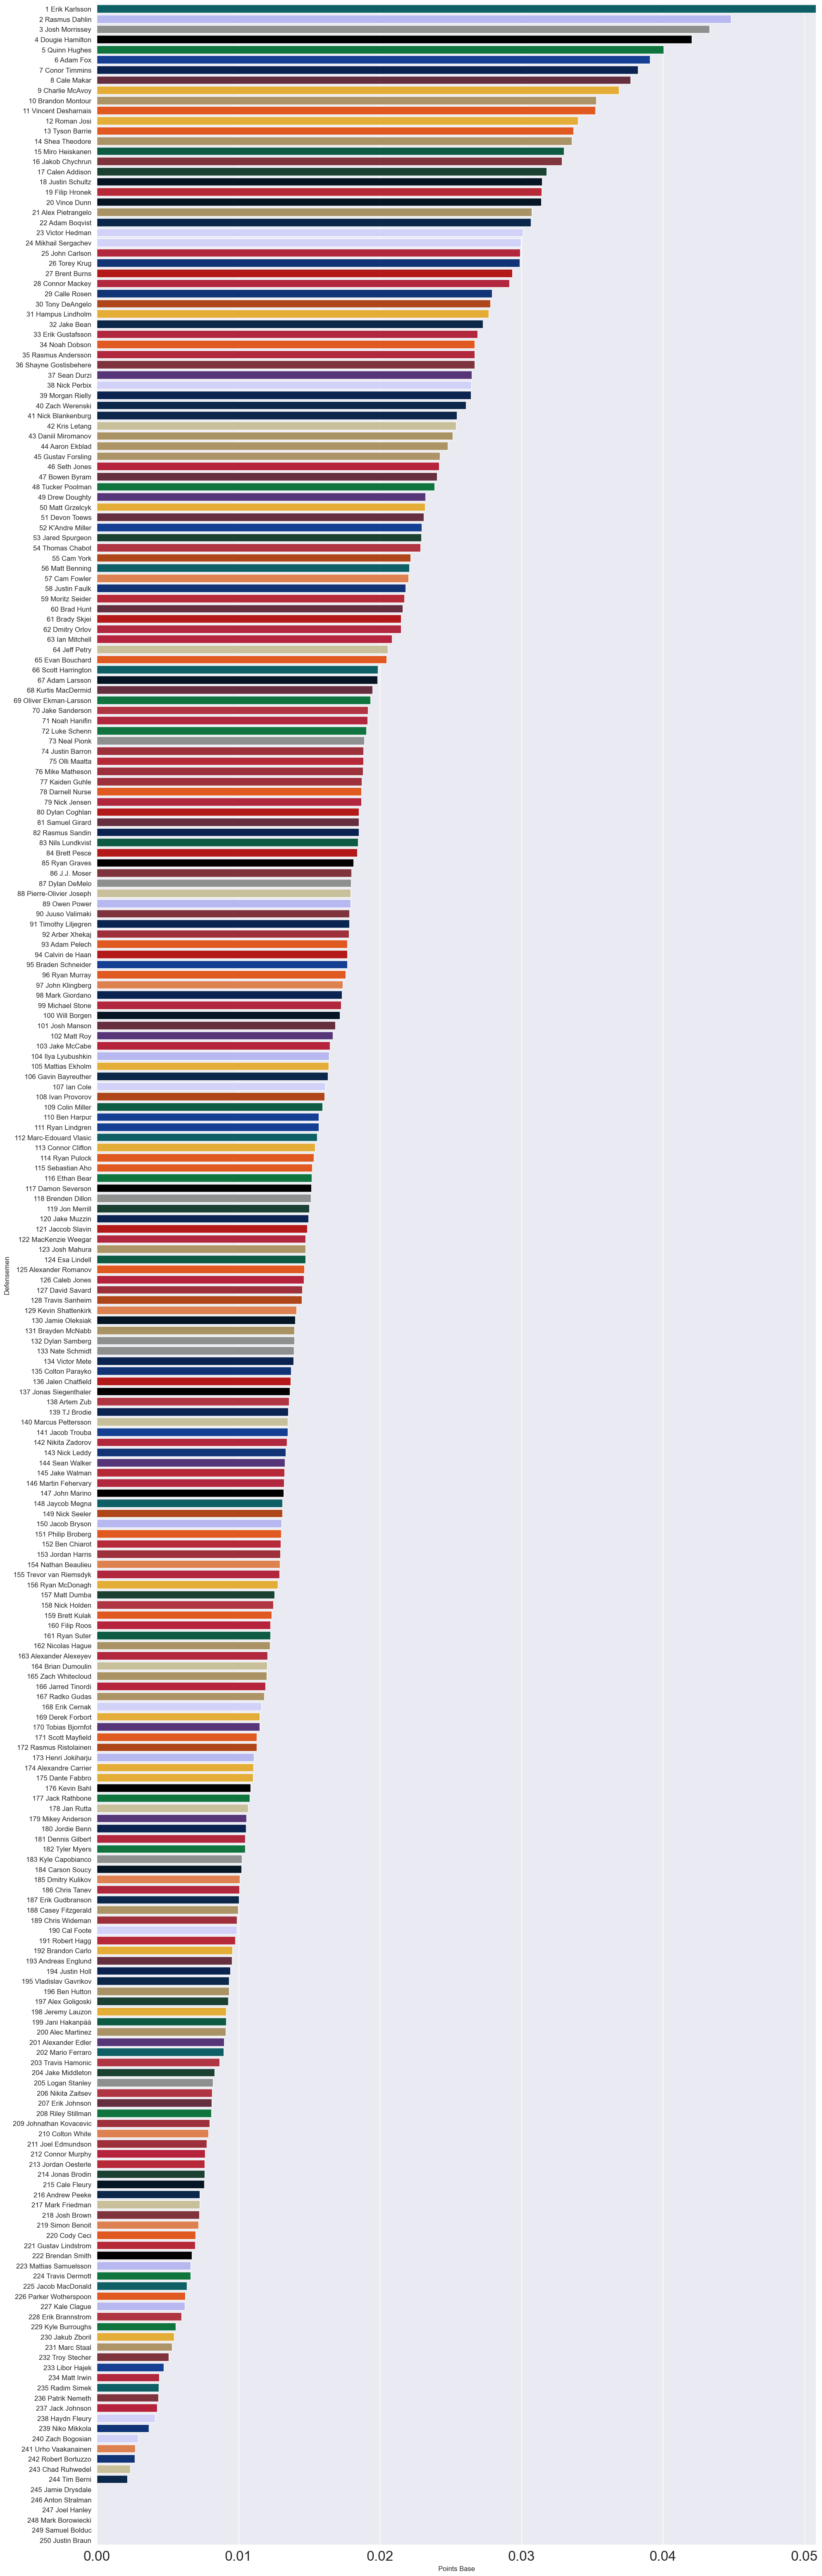 1 Erik Karlsson
2 Rasmus Dahlin
3 Josh Morrissey
4 Dougie Hamilton
5 Quinn Hughes
6 Adam Fox
7 Conor Timmins
8 Cale Makar
9 Charlie McAvoy
10 Brandon Montour
11 Vincent Desharnais
12 Roman Josi
13 Tyson Barrie
14 Shea Theodore
15 Miro Heiskanen
16 Jakob Chychrun
17 Calen Addison
18 Justin Schultz
19 Filip Hronek
20 Vince Dunn
21 Alex Pietrangelo
22 Adam Boqvist
23 Victor Hedman
24 Mikhail Sergachev
25 John Carlson
26 Torey Krug
27 Brent Burns
28 Connor Mackey
29 Calle Rosen
30 Tony DeAngelo
31 Hampus Lindholm
32 Jake Bean
33 Erik Gustafsson
34 Noah Dobson
35 Rasmus Andersson
36 Shayne Gostisbehere
37 Sean Durzi
38 Nick Perbix
39 Morgan Rielly
40 Zach Werenski
41 Nick Blankenburg
42 Kris Letang
43 Daniil Miromanov
44 Aaron Ekblad
45 Gustav Forsling
46 Seth Jones
47 Bowen Byram
48 Tucker Poolman
49 Drew Doughty
50 Matt Grzelcyk
51 Devon Toews
52 K'Andre Miller
53 Jared Spurgeon
54 Thomas Chabot
55 Cam York
56 Matt Benning
57 Cam Fowler
58 Justin Faulk
59 Moritz Seider
60 Brad Hunt
61 Brady Skjei
62 Dmitry Orlov
63 Ian Mitchell
64 Jeff Petry
65 Evan Bouchard
66 Scott Harrington
67 Adam Larsson
68 Kurtis MacDermid
69 Oliver Ekman-Larsson
70 Jake Sanderson
71 Noah Hanifin
72 Luke Schenn
73 Neal Pionk
74 Justin Barron
75 Olli Maatta
76 Mike Matheson
77 Kaiden Guhle
78 Darnell Nurse
79 Nick Jensen
80 Dylan Coghlan
81 Samuel Girard
82 Rasmus Sandin
83 Nils Lundkvist
84 Brett Pesce
85 Ryan Graves
86 J.J. Moser
87 Dylan DeMelo
88 Pierre-Olivier Joseph
89 Owen Power
90 Juuso Valimaki
91 Timothy Liljegren
92 Arber Xhekaj
93 Adam Pelech
94 Calvin de Haan
95 Braden Schneider
96 Ryan Murray
97 John Klingberg
98 Mark Giordano
99 Michael Stone
100 Will Borgen
101 Josh Manson
102 Matt Roy
103 Jake McCabe
104 Ilya Lyubushkin
105 Mattias Ekholm
106 Gavin Bayreuther
107 Ian Cole
108 Ivan Provorov
109 Colin Miller
110 Ben Harpur
111 Ryan Lindgren
112 Marc-Edouard Vlasic
113 Connor Clifton
114 Ryan Pulock
115 Sebastian Aho
116 Ethan Bear
117 Damon Severson
118 Brenden Dillon
119 Jon Merrill
120 Jake Muzzin
121 Jaccob Slavin
122 MacKenzie Weegar
123 Josh Mahura
124 Esa Lindell
125 Alexander Romanov
126 Caleb Jones
127 David Savard
128 Travis Sanheim
129 Kevin Shattenkirk
130 Jamie Oleksiak
131 Brayden McNabb
132 Dylan Samberg
133 Nate Schmidt
134 Victor Mete
135 Colton Parayko
136 Jalen Chatfield
137 Jonas Siegenthaler
138 Artem Zub
139 TJ Brodie
140 Marcus Pettersson
141 Jacob Trouba
142 Nikita Zadorov
143 Nick Leddy
144 Sean Walker
145 Jake Walman
146 Martin Fehervary
147 John Marino
148 Jaycob Megna
149 Nick Seeler
150 Jacob Bryson
151 Philip Broberg
152 Ben Chiarot
153 Jordan Harris
154 Nathan Beaulieu
155 Trevor van Riemsdyk
156 Ryan McDonagh
157 Matt Dumba
158 Nick Holden
159 Brett Kulak
160 Filip Roos
161 Ryan Suter
162 Nicolas Hague
163 Alexander Alexeyev
164 Brian Dumoulin
165 Zach Whitecloud
166 Jarred Tinordi
167 Radko Gudas
168 Erik Cernak
169 Derek Forbort
170 Tobias Bjornfot
171 Scott Mayfield
172 Rasmus Ristolainen
173 Henri Jokiharju
174 Alexandre Carrier
175 Dante Fabbro
176 Kevin Bahl
177 Jack Rathbone
178 Jan Rutta
179 Mikey Anderson
180 Jordie Benn
181 Dennis Gilbert
182 Tyler Myers
183 Kyle Capobianco
184 Carson Soucy
185 Dmitry Kulikov
186 Chris Tanev
187 Erik Gudbranson
188 Casey Fitzgerald
189 Chris Wideman
190 Cal Foote
191 Robert Hagg
192 Brandon Carlo
193 Andreas Englund
194 Justin Holl
195 Vladislav Gavrikov
196 Ben Hutton
197 Alex Goligoski
198 Jeremy Lauzon
199 Jani Hakanpää
200 Alec Martinez
201 Alexander Edler
202 Mario Ferraro
203 Travis Hamonic
204 Jake Middleton
205 Logan Stanley
206 Nikita Zaitsev
207 Erik Johnson
208 Riley Stillman
209 Johnathan Kovacevic
210 Colton White
211 Joel Edmundson
212 Connor Murphy
213 Jordan Oesterle
214 Jonas Brodin
215 Cale Fleury
216 Andrew Peeke
217 Mark Friedman
218 Josh Brown
219 Simon Benoit
220 Cody Ceci
221 Gustav Lindstrom
222 Brendan Smith
223 Mattias Samuelsson
224 Travis Dermott
225 Jacob MacDonald
226 Parker Wotherspoon
227 Kale Clague
228 Erik Brannstrom
229 Kyle Burroughs
230 Jakub Zboril
231 Marc Staal
232 Troy Stecher
233 Libor Hajek
234 Matt Irwin
235 Radim Simek
236 Patrik Nemeth
237 Jack Johnson
238 Haydn Fleury
239 Niko Mikkola
240 Zach Bogosian
241 Urho Vaakanainen
242 Robert Bortuzzo
243 Chad Ruhwedel
244 Tim Berni
245 Jamie Drysdale
246 Anton Stralman
247 Joel Hanley
248 Mark Borowiecki
249 Samuel Bolduc
250 Justin Braun
Defensemen
0.00 0.01 0.02 0.03 0.04 0.05
Points Base